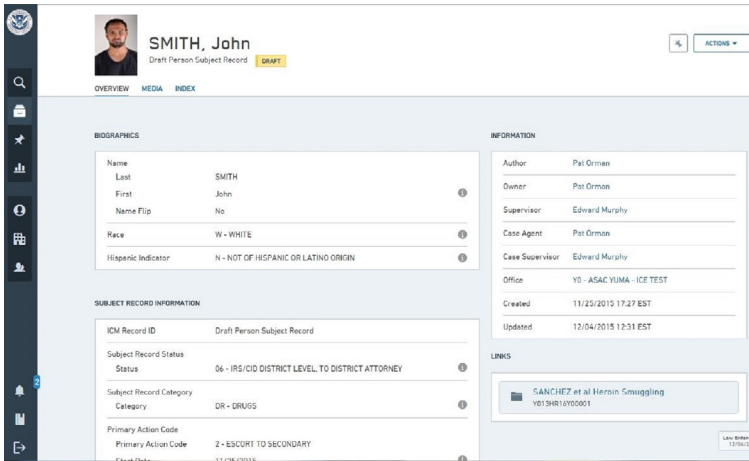 SMITH, John
Draft Person Subject Record DRAFT
ACTIONS
OVERVIEW MEDIA INDEX
BIOGRAPHICS
Name
Last SMITH
First John
Name Flip No
Race W - WHITE
Hispanic Indicator N - NOT OF HISPANIC OR LATINO ORIGIN
SUBJECT RECORD INFORMATION
ICM Record ID Draft Person Subject Record
Subject Record Status
Status 06 - IRS/CID DISTRICT LEVEL, TO DISTRICT ATTORNEY
Subject Record Category
Category DR - DRUGS
Primary Action Code
Primary Action Code 2 - ESCORT TO SECONDARY
Start Date 11/25/2015
INFORMATION
Author Pat Orman
Owner Pat Orman
Supervisor Edward Murphy
Case Agent Pat Orman
Case Supervisor Edward Murphy
Office Y0 - ASAC YUMA - ICE TEST
Created 11/25/2015 17:27 EST
Updated 12/04/2015 12:31 EST
LINKS
SANCHEZ et al Heroin Smuggling
Y013HR16Y00001
2